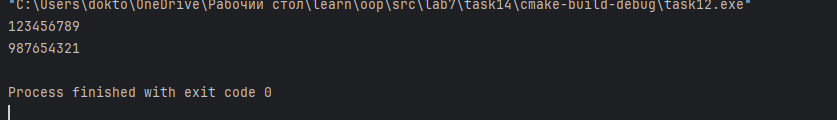 "C:\Users\dokto\OneDrive\Рабочий стол\learn\oop\src\lab7\task14\cmake-build-debug\task12.exe"
123456789
987654321
Process finished with exit code 0